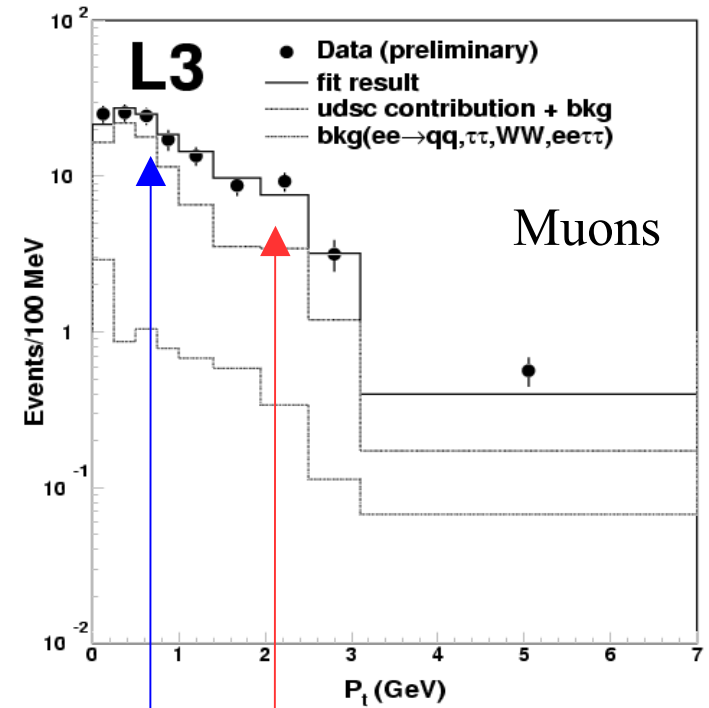 10 2
L3
Data (preliminary)
fit result
udsc contribution + bkg
bkg(ee→qq,ττ,WW,eeττ)
10
Muons
1
Events/100 MeV
10 -1
10 -2
0 1 2 3 4 5 6 7
Pt (GeV)